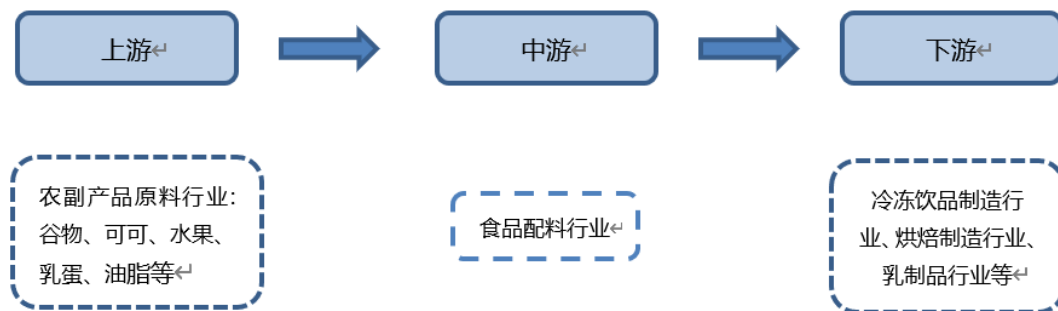 上游
中游
下游
农副产品原料行业:
谷物、可可、水果、
乳蛋、油脂等
食品配料行业
冷冻饮品制造行
业、烘焙制造行业、
乳制品行业等